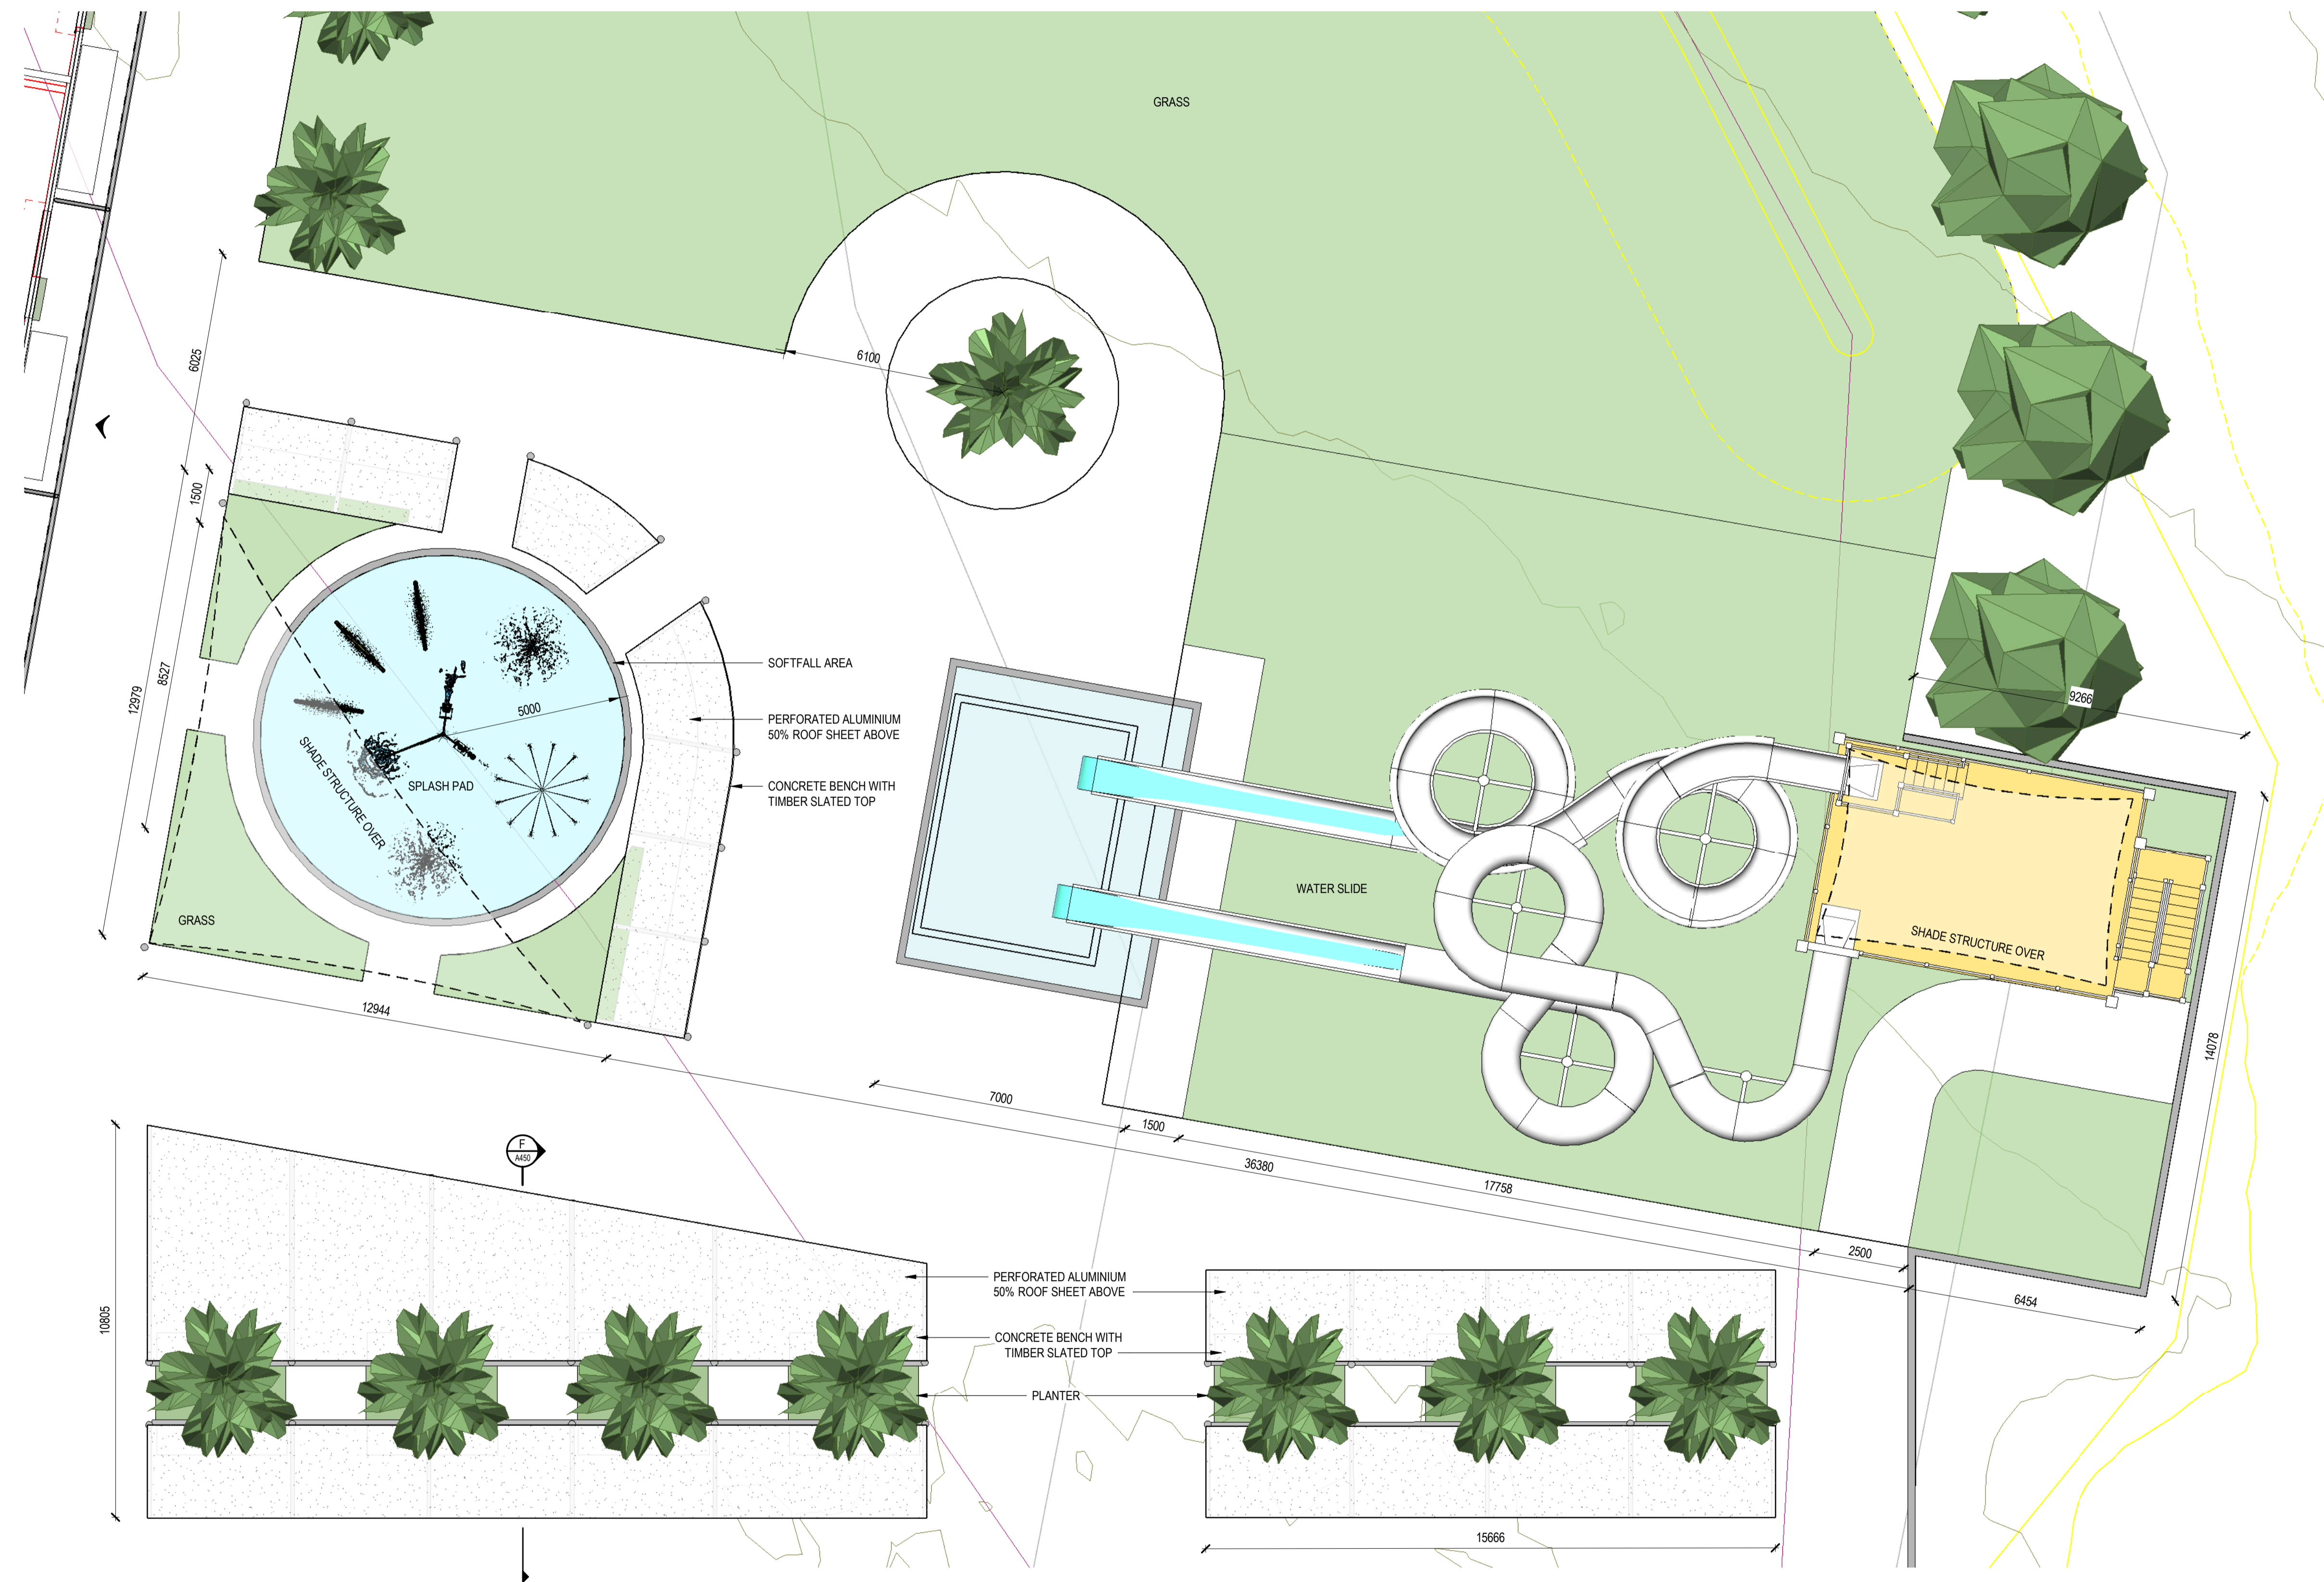 GRASS
6025
6100
1500
8527
12979
SOFTFALL AREA
PERFORATED ALUMINIUM
50% ROOF SHEET ABOVE
CONCRETE BENCH WITH
TIMBER SLATED TOP
5000
SPLASH PAD
SHADE STRUCTURE OVER
GRASS
12944
9266
WATER SLIDE
SHADE STRUCTURE OVER
14078
7000
1500
36380
17758
2500
6454
F
A450
10805
PERFORATED ALUMINIUM
50% ROOF SHEET ABOVE
CONCRETE BENCH WITH
TIMBER SLATED TOP
PLANTER
15666